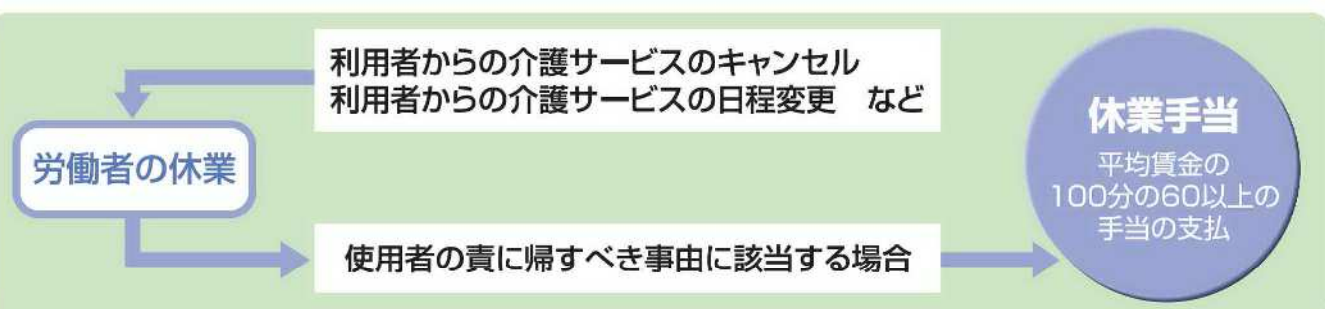 利用者からの介護サービスのキャンセル
利用者からの介護サービスの日程変更　など
労働者の休業
使用者の責に帰すべき事由に該当する場合
休業手当
平均賃金の
100分の60以上の
手当の支払